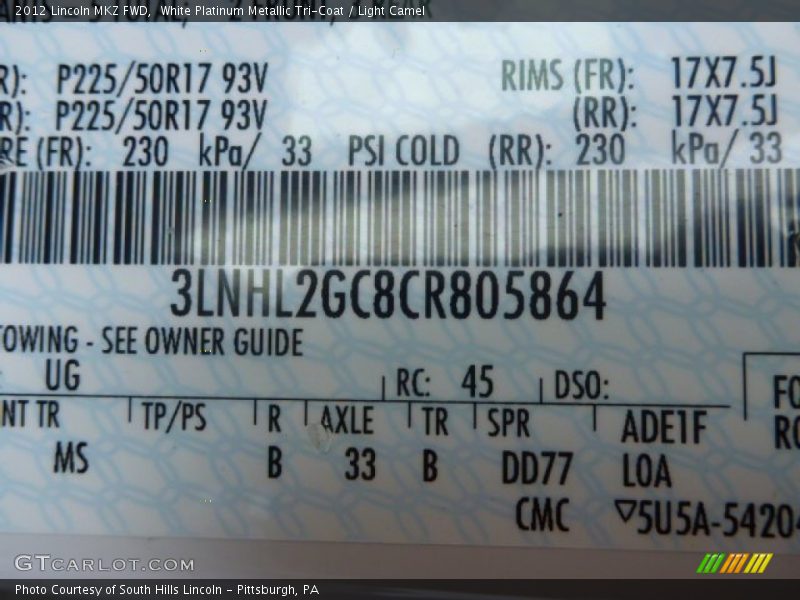 2012 Lincoln MKZ FWD, White Platinum Metallic Tri-Coat / Light Camel
R): P225/50R17 93V RIMS (FR): 17X7.5J
R): P225/50R17 93V (RR): 17X7.5J
RE (FR): 230 kPa/ 33 PSI COLD (RR): 230 kPa/ 33
3LNHL2GC8CR805864
TOWING - SEE OWNER GUIDE
: UG RC: 45 DSO:
NT TR TP/PS R AXLE TR SPR ADE1F
MS B 33 B DD77 L0A
CMC ▽5U5A-54204
FO
RO
GTCARLOT.COM
Photo Courtesy of South Hills Lincoln - Pittsburgh, PA